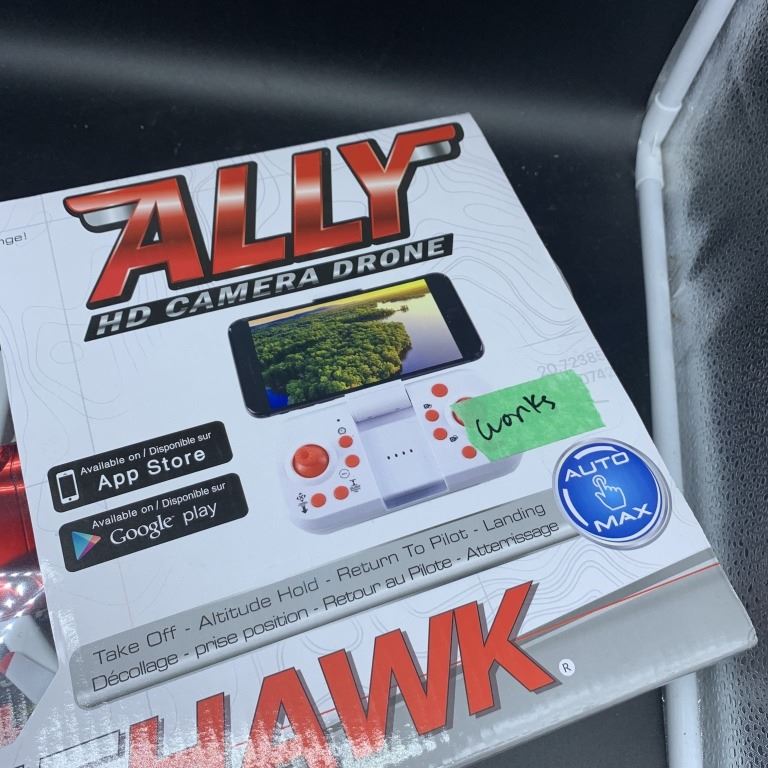 nge!
ALLY
HD CAMERA DRONE
works
Available on / Disponible sur
App Store
Available on / Disponible sur
Google play
AUTO
MAX
Take Off - Altitude Hold - Return To Pilot - Landing
Décollage - prise position - Retour au Pilote - Atterrissage
HAWK®